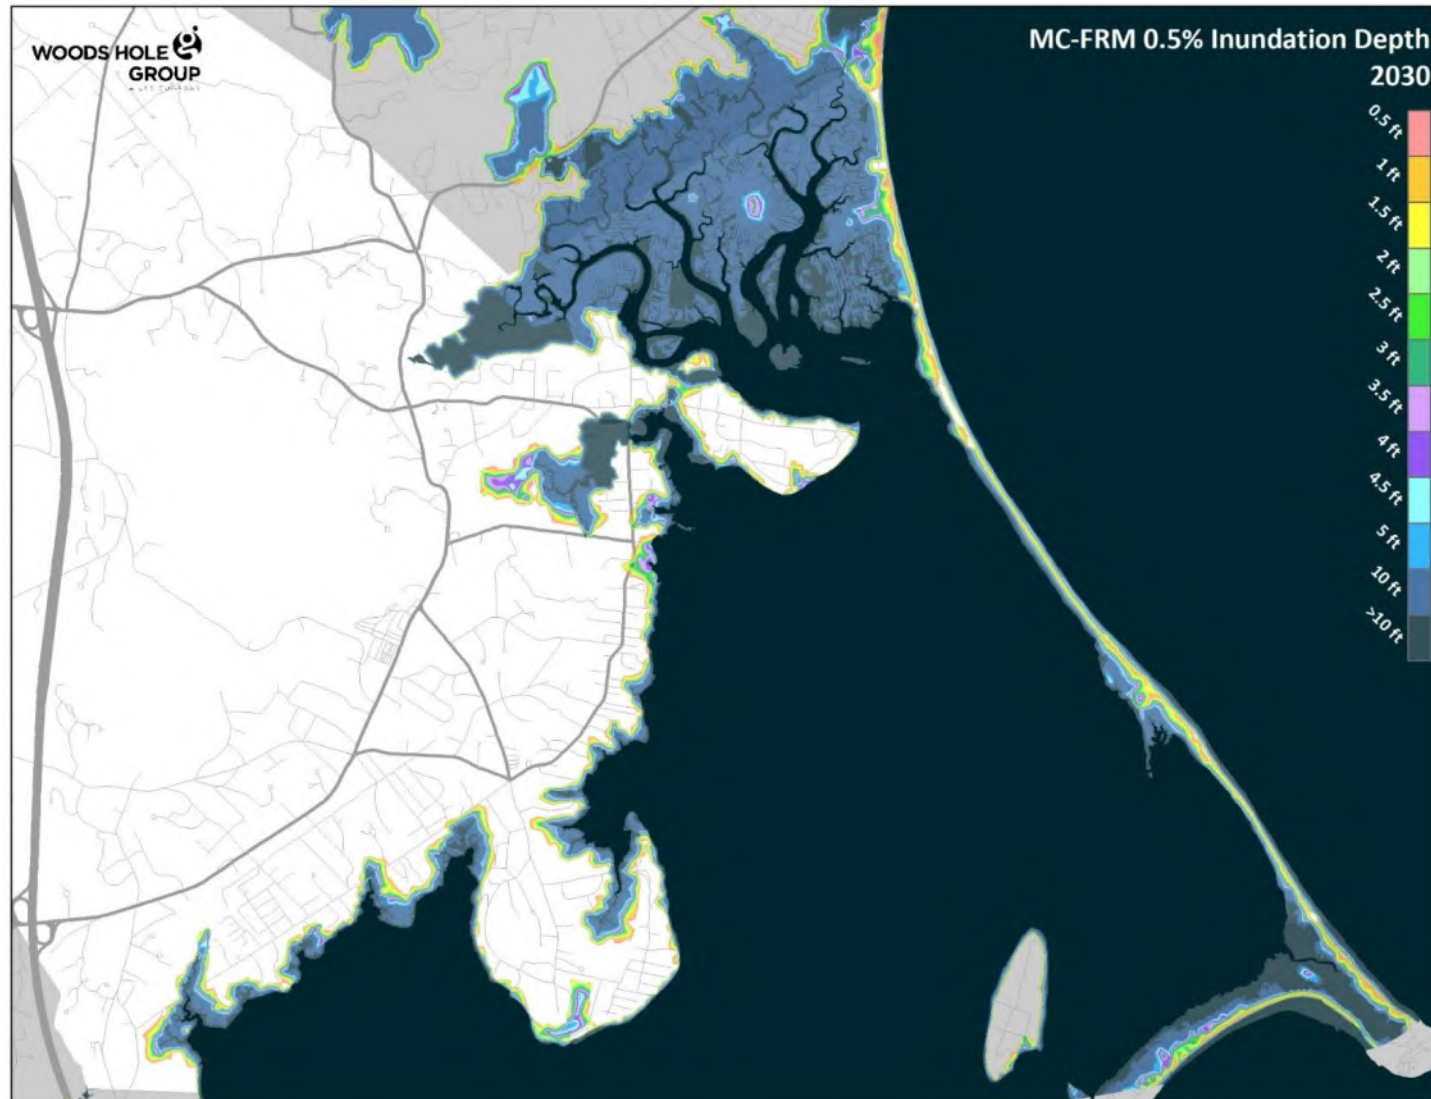 WOODS HOLE
GROUP
MC-FRM 0.5% Inundation Depth
2030
0.5 ft
1 ft
1.5 ft
2 ft
2.5 ft
3 ft
3.5 ft
4 ft
4.5 ft
5 ft
10 ft
>10 ft